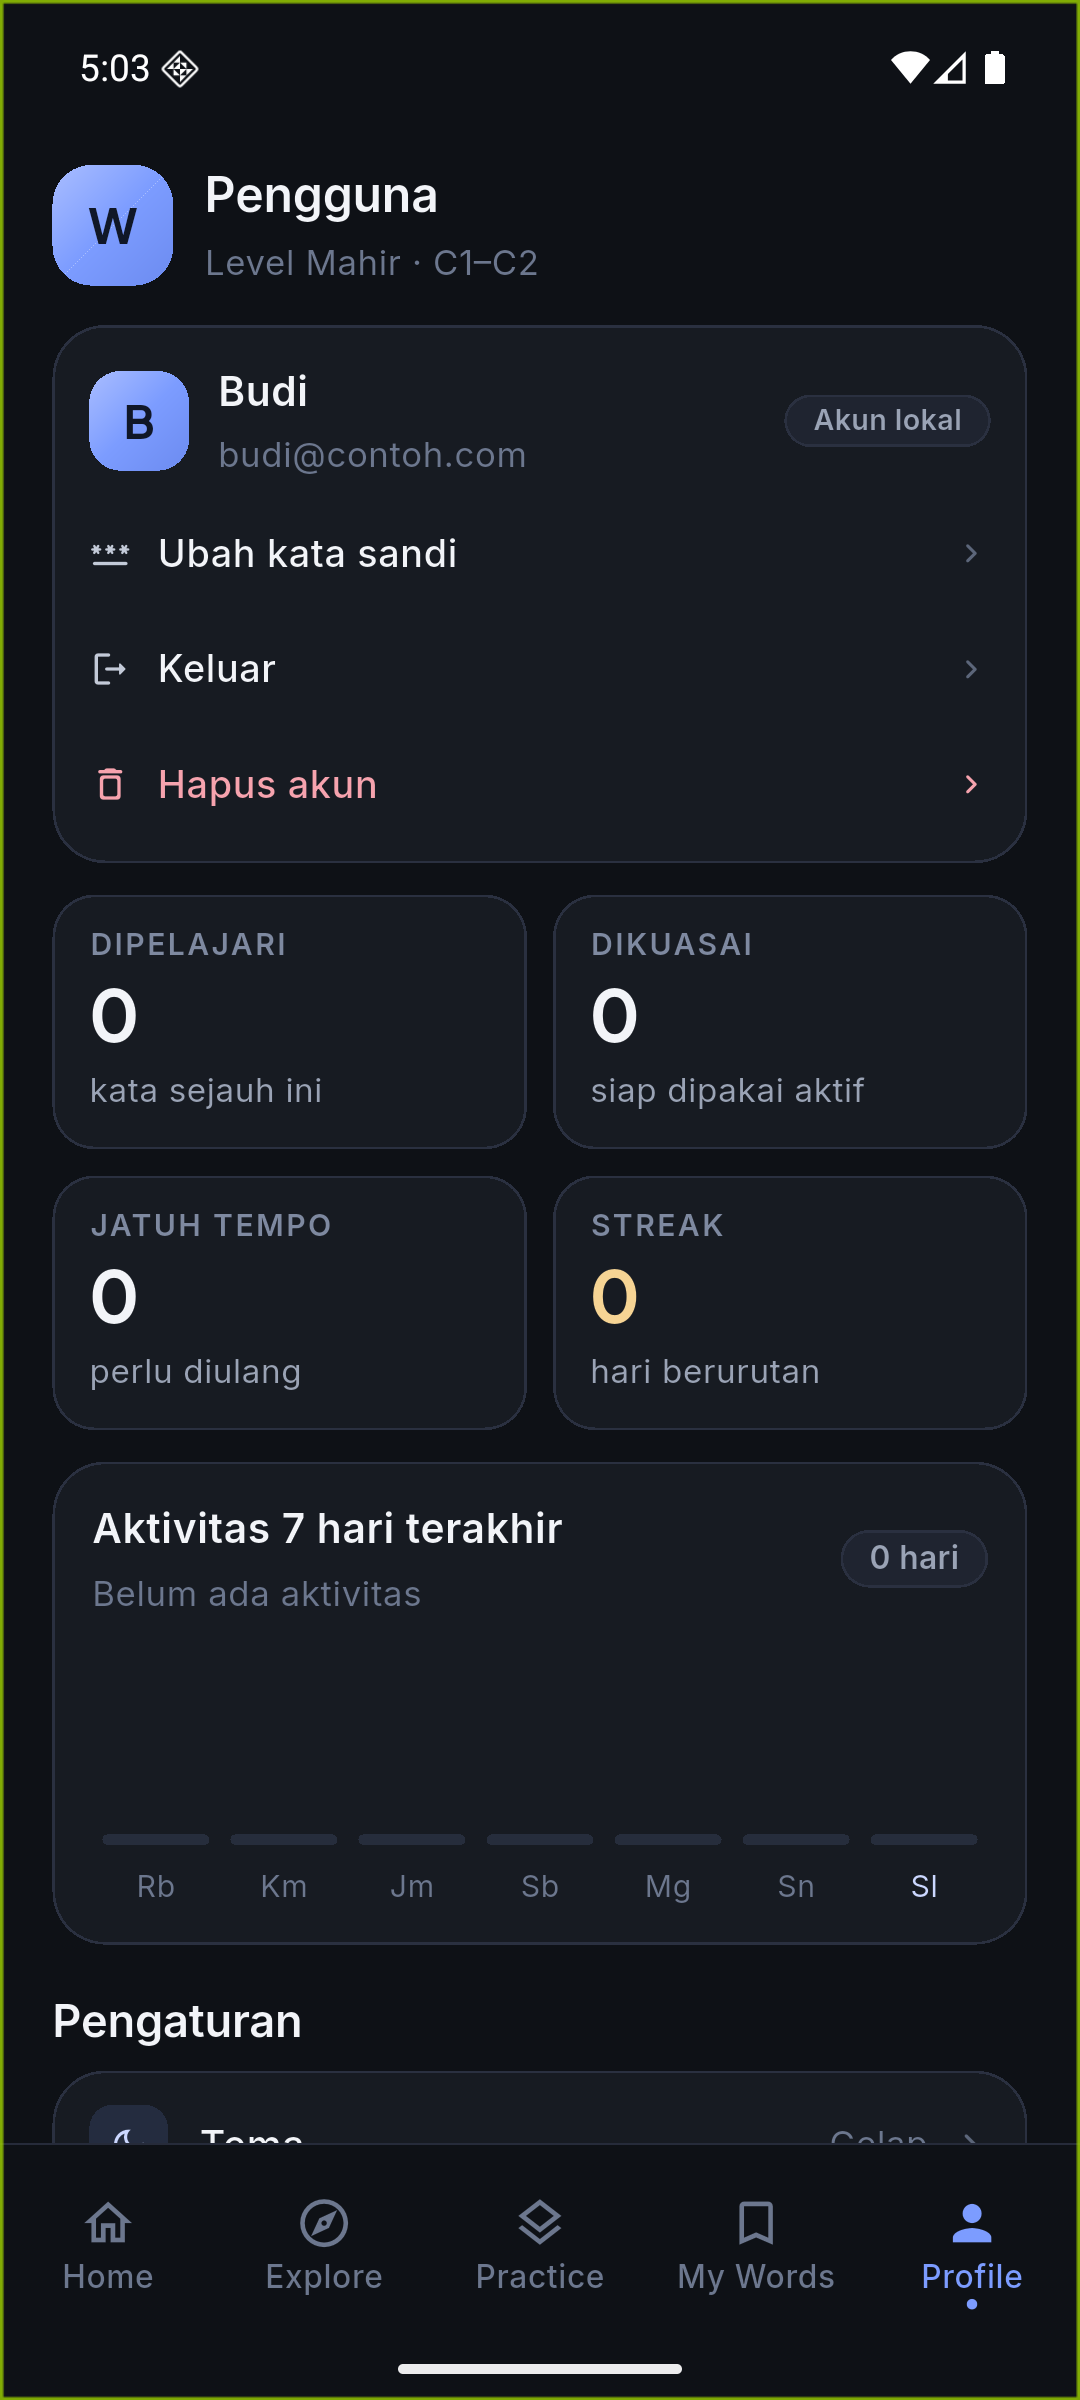 5:03
W
Pengguna
Level Mahir · C1–C2
B
Budi
budi@contoh.com
Akun lokal
Ubah kata sandi
Keluar
Hapus akun
DIPELAJARI
0
kata sejauh ini
DIKUASAI
0
siap dipakai aktif
JATUH TEMPO
0
perlu diulang
STREAK
0
hari berurutan
Aktivitas 7 hari terakhir
Belum ada aktivitas
0 hari
Rb Km Jm Sb Mg Sn Sl
Pengaturan
Tema
Gelap
Home Explore Practice My Words Profile